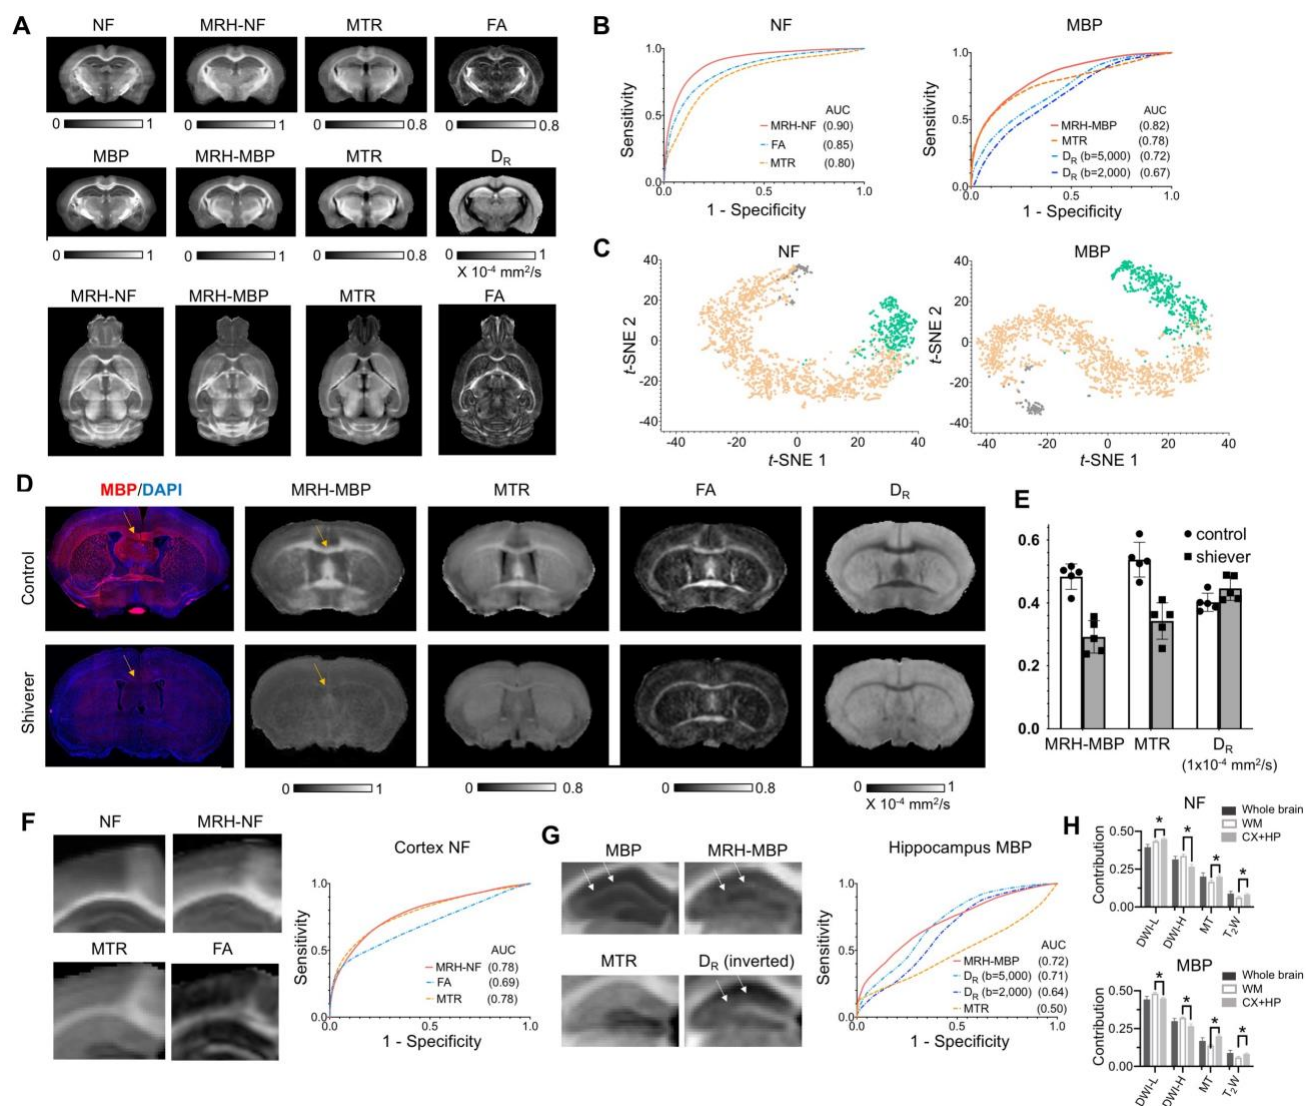 A
NF MRH-NF MTR FA
0 1 0 1 0 0.8 0 0.8
MBP MRH-MBP MTR DR
0 1 0 1 0 0.8 0 1
X 10-4 mm2/s
MRH-NF MRH-MBP MTR FA
B
NF
Sensitivity
1.0
0.5
0.0
0.0 0.5 1.0
1 - Specificity
AUC
MRH-NF (0.90)
FA (0.85)
MTR (0.80)
MBP
Sensitivity
1.0
0.5
0.0
0.0 0.5 1.0
1 - Specificity
AUC
MRH-MBP (0.82)
MTR (0.78)
DR (b=5,000) (0.72)
DR (b=2,000) (0.67)
C
NF
t-SNE 2
40
20
0
-20
-40
-40 -20 0 20 40
t-SNE 1
MBP
t-SNE 2
40
20
0
-20
-40
-40 -20 0 20 40
t-SNE 1
D
MBP/DAPI MRH-MBP MTR FA DR
Control
Shiverer
0 1 0 0.8 0 0.8 0 1
X 10-4 mm2/s
E
0.6
0.4
0.2
0.0
control
shiever
MRH-MBP MTR DR
(1x10-4 mm2/s)
F
NF MRH-NF
MTR FA
Cortex NF
Sensitivity
1.0
0.5
0.0
0.0 0.5 1.0
1 - Specificity
AUC
MRH-NF (0.78)
FA (0.69)
MTR (0.78)
G
MBP MRH-MBP
MTR DR (inverted)
Hippocampus MBP
Sensitivity
1.0
0.5
0.0
0.0 0.5 1.0
1 - Specificity
AUC
MRH-MBP (0.72)
DR (b=5,000) (0.71)
DR (b=2,000) (0.64)
MTR (0.50)
H
NF
Contribution
0.50
0.25
0.00
* * * *
Whole brain
WM
CX+HP
DWI-L DWI-H MT T2W
MBP
Contribution
0.50
0.25
0.00
* * * *
Whole brain
WM
CX+HP
DWI-L DWI-H MT T2W